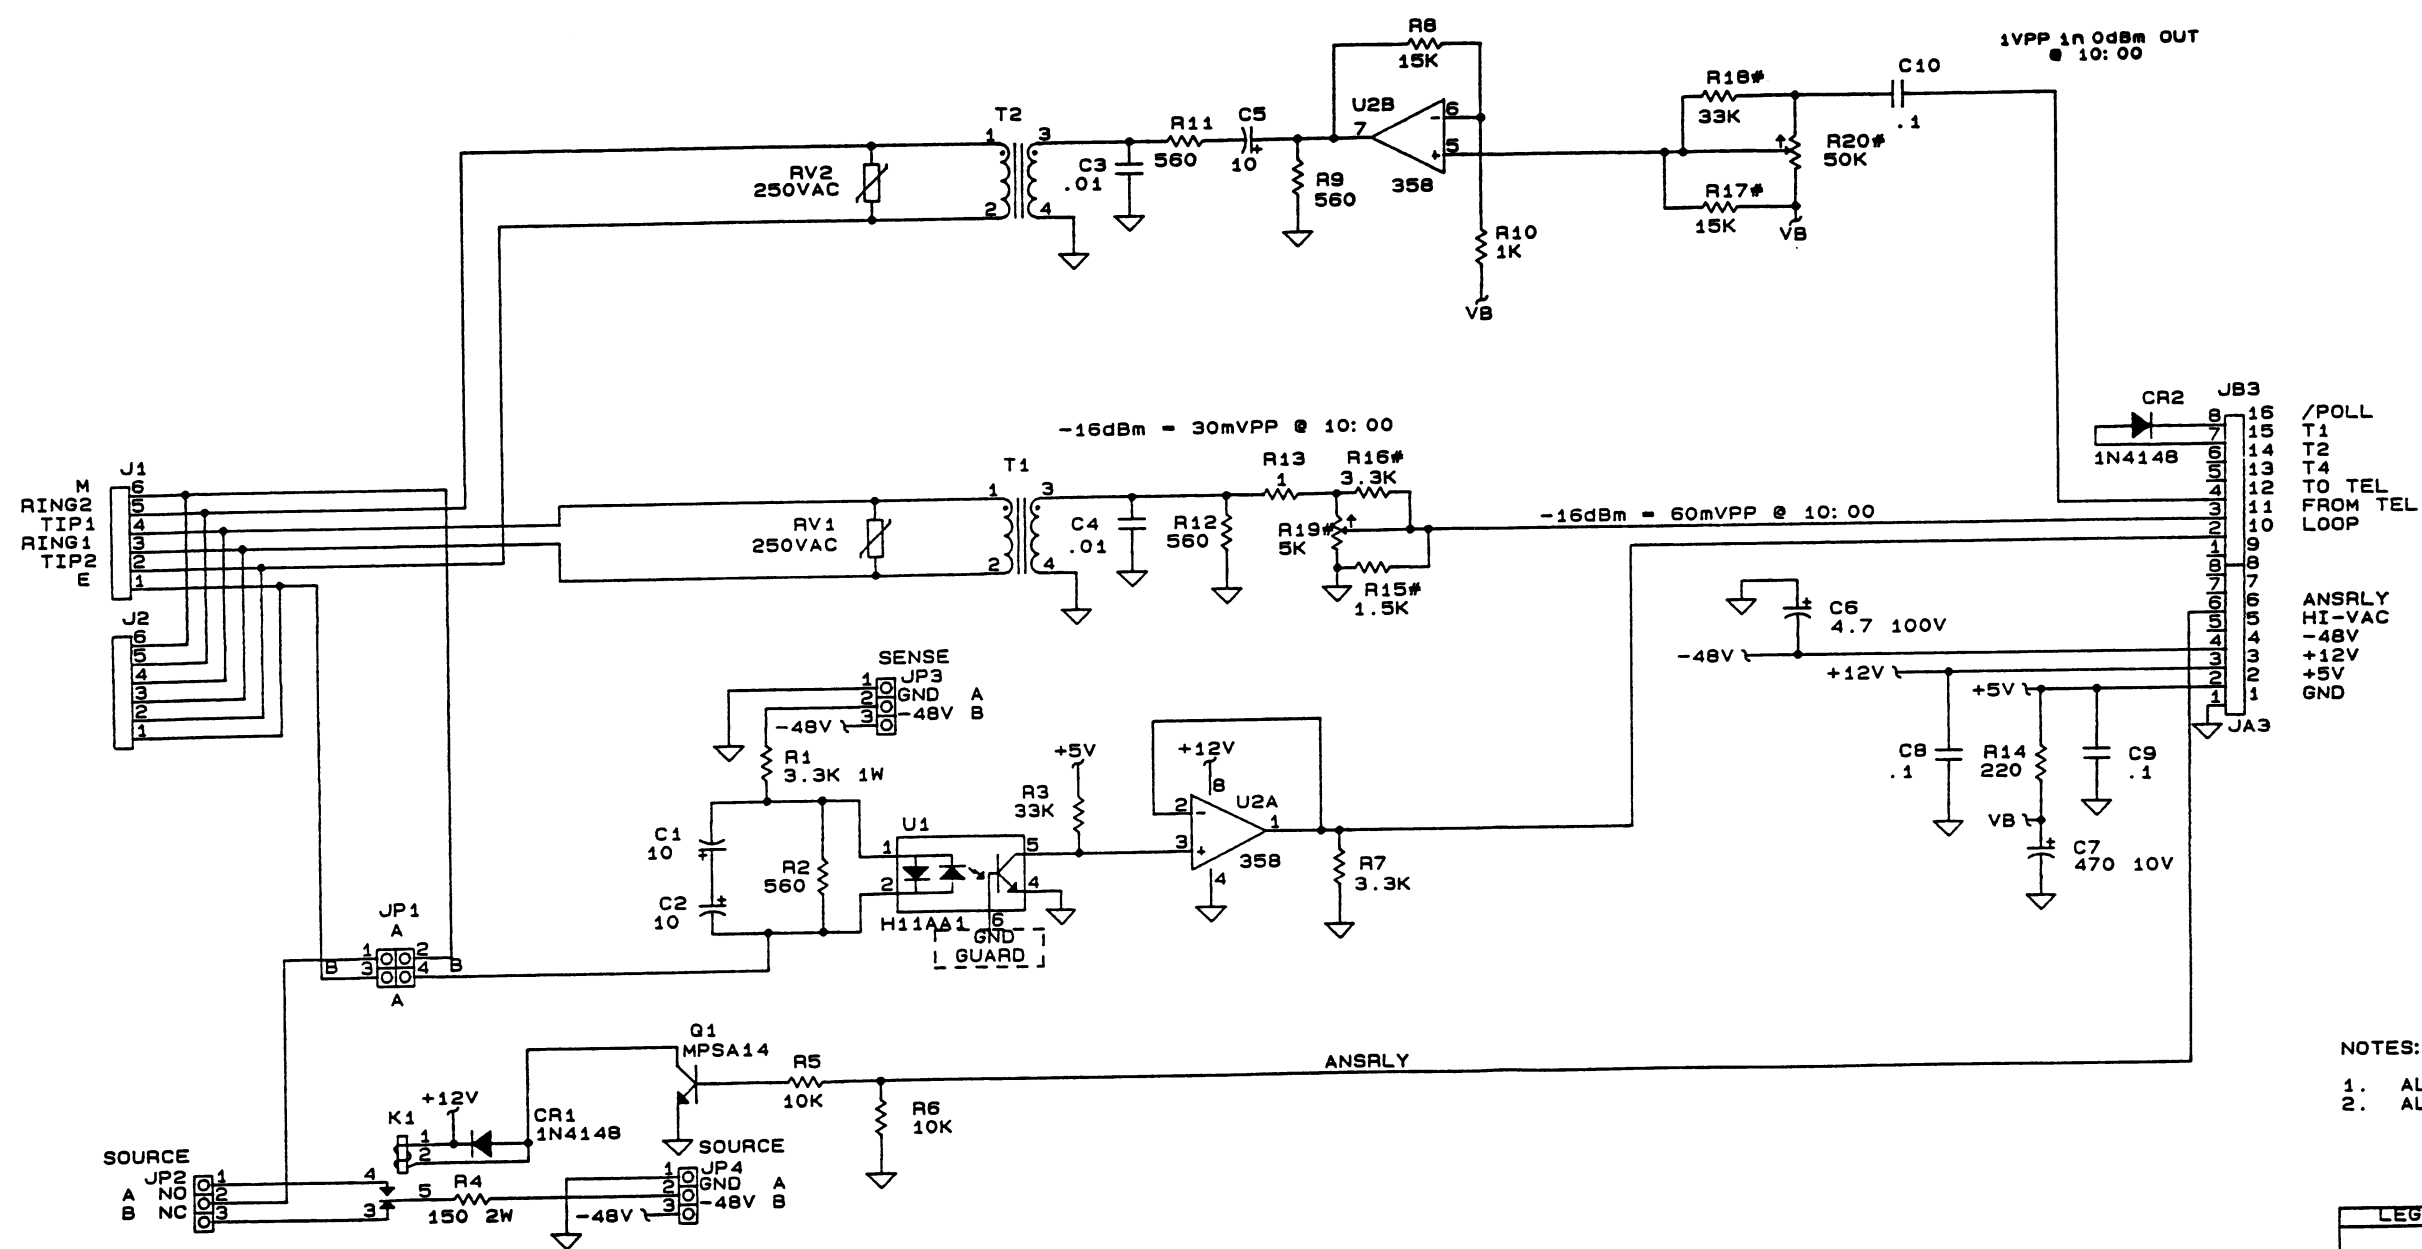 R8
15K
1VPP in 0dBm OUT
@ 10:00
C10
.1
R18#
33K
U2B
7
6
-
5
+
358
R20#
50K
R17#
15K
VB
R10
1K
VB
T2
1
2
3
4
R11
560
C5
+
10
C3
.01
R9
560
RV2
250VAC
-16dBm = 30mVPP @ 10:00
J1
M
RING2
TIP1
RING1
TIP2
E
6
5
4
3
2
1
J2
6
5
4
3
2
1
RV1
250VAC
T1
1
2
3
4
C4
.01
R12
560
R13
1
R16#
3.3K
R19#
5K
R15#
1.5K
-16dBm = 60mVPP @ 10:00
CR2
1N4148
JB3
8 16 /POLL
7 15 T1
6 14 T2
5 13 T4
4 12 TO TEL
3 11 FROM TEL
2 10 LOOP
1 9
8 8
7 7
6 6 ANSRLY
5 5 HI-VAC
4 4 -48V
3 3 +12V
2 2 +5V
1 1 GND
JA3
C6
+
4.7 100V
-48V
+12V
+5V
C8
.1
R14
220
C9
.1
VB
C7
+
470 10V
SENSE
JP3
1
2 GND A
3 -48V B
-48V
R1
3.3K 1W
C1
10
+
C2
10
+
R2
560
U1
1
2
5
4
6
H11AA1
GND
GUARD
R3
33K
+5V
+12V
8
U2A
2
-
3
+
1
4
358
R7
3.3K
JP1
A
1 2
3 4
B B
A
Q1
MPSA14
R5
10K
R6
10K
ANSRLY
K1
+12V
1
2
CR1
1N4148
SOURCE
JP2
A NO
B NC
1
2
3
4
5
3
R4
150 2W
SOURCE
JP4
1
2 GND A
3 -48V B
-48V
NOTES:
1. AL
2. AL
LEG